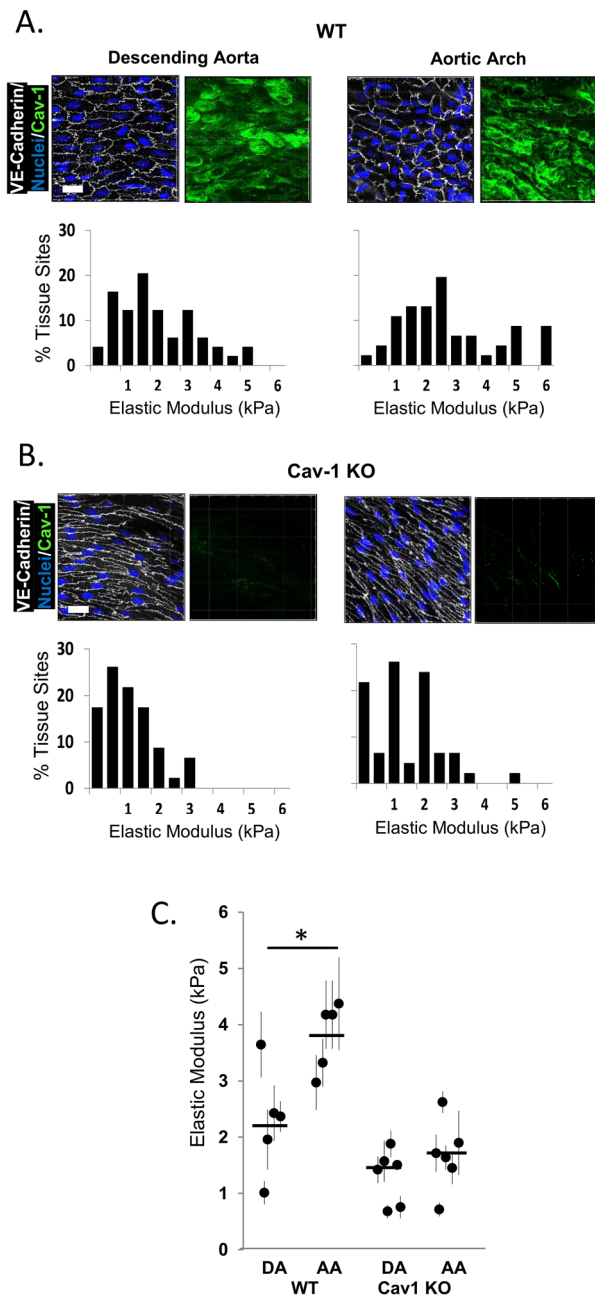 A.
WT
Descending Aorta
Aortic Arch
VE-Cadherin/
Nuclei/Cav-1
30
20
10
0
% Tissue Sites
1 2 3 4 5 6
Elastic Modulus (kPa)
1 2 3 4 5 6
Elastic Modulus (kPa)
B.
Cav-1 KO
VE-Cadherin/
Nuclei/Cav-1
30
20
10
0
% Tissue Sites
1 2 3 4 5 6
Elastic Modulus (kPa)
1 2 3 4 5 6
Elastic Modulus (kPa)
C.
6
5
4
3
2
1
0
Elastic Modulus (kPa)
*
DA AA DA AA
WT Cav1 KO